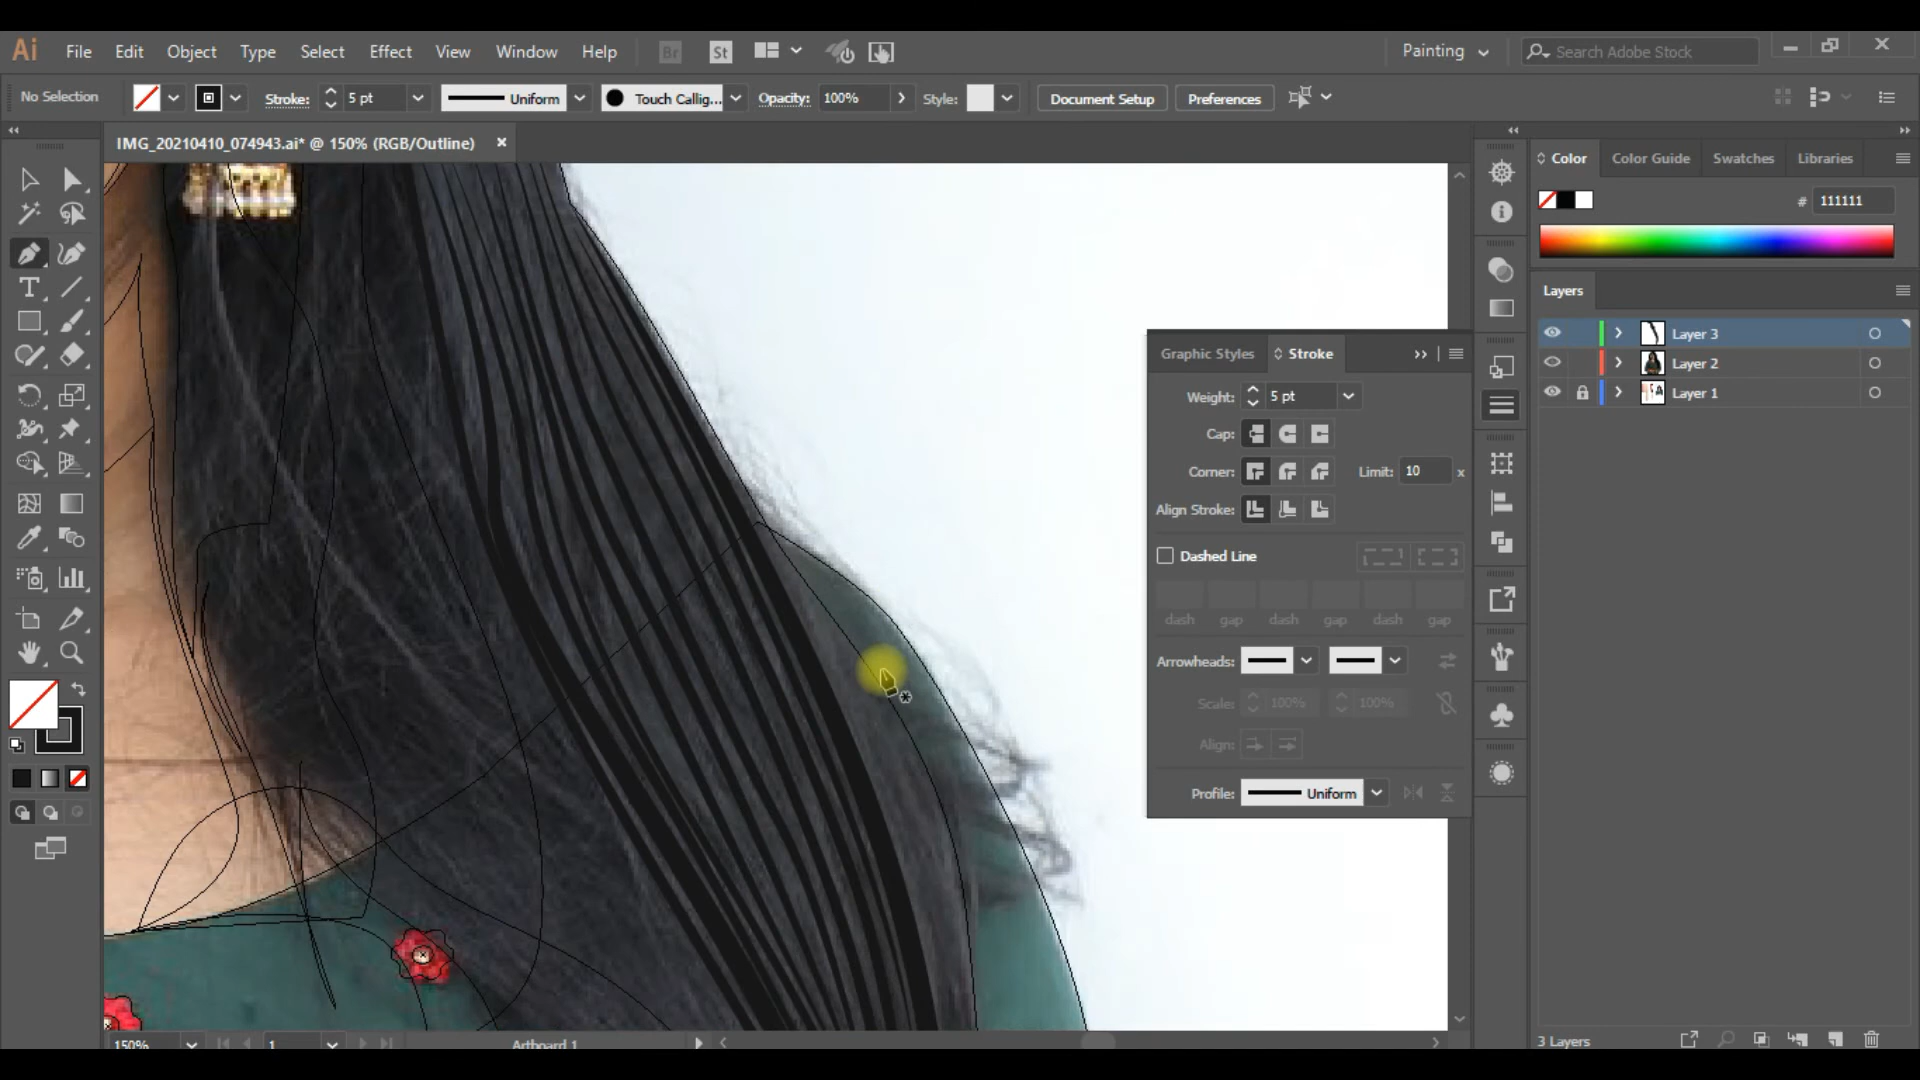 Ai File Edit Object Type Select Effect View Window Help Br St Painting Search Adobe Stock
No Selection Stroke: 5 pt Uniform Touch Callig... Opacity: 100% Style: Document Setup Preferences
IMG_20210410_074943.ai* @ 150% (RGB/Outline)
Color Color Guide Swatches Libraries
# 111111
Layers
Layer 3
Layer 2
Layer 1
Graphic Styles Stroke
Weight: 5 pt
Cap:
Corner: Limit: 10 x
Align Stroke:
Dashed Line
dash gap dash gap dash gap
Arrowheads:
Scale: 100% 100%
Align:
Profile: Uniform
150% 1 Artboard 1
3 Layers